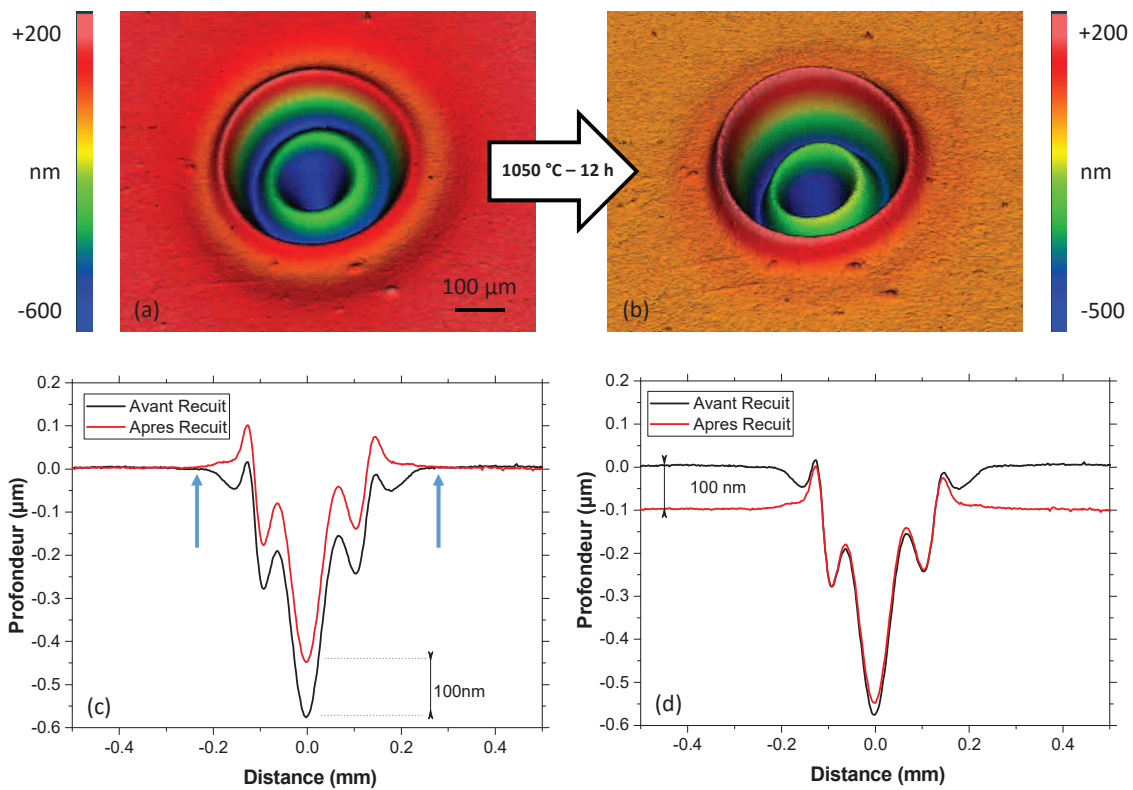 +200
nm
-600
(a)
100 µm
1050 °C – 12 h
(b)
+200
nm
-500
0.2
0.1
0.0
-0.1
-0.2
-0.3
-0.4
-0.5
-0.6
Profondeur (µm)
Avant Recuit
Apres Recuit
100nm
(c)
-0.4 -0.2 0.0 0.2 0.4
Distance (mm)
0.2
0.1
0.0
-0.1
-0.2
-0.3
-0.4
-0.5
-0.6
Profondeur (µm)
Avant Recuit
Apres Recuit
100 nm
(d)
-0.4 -0.2 0.0 0.2 0.4
Distance (mm)